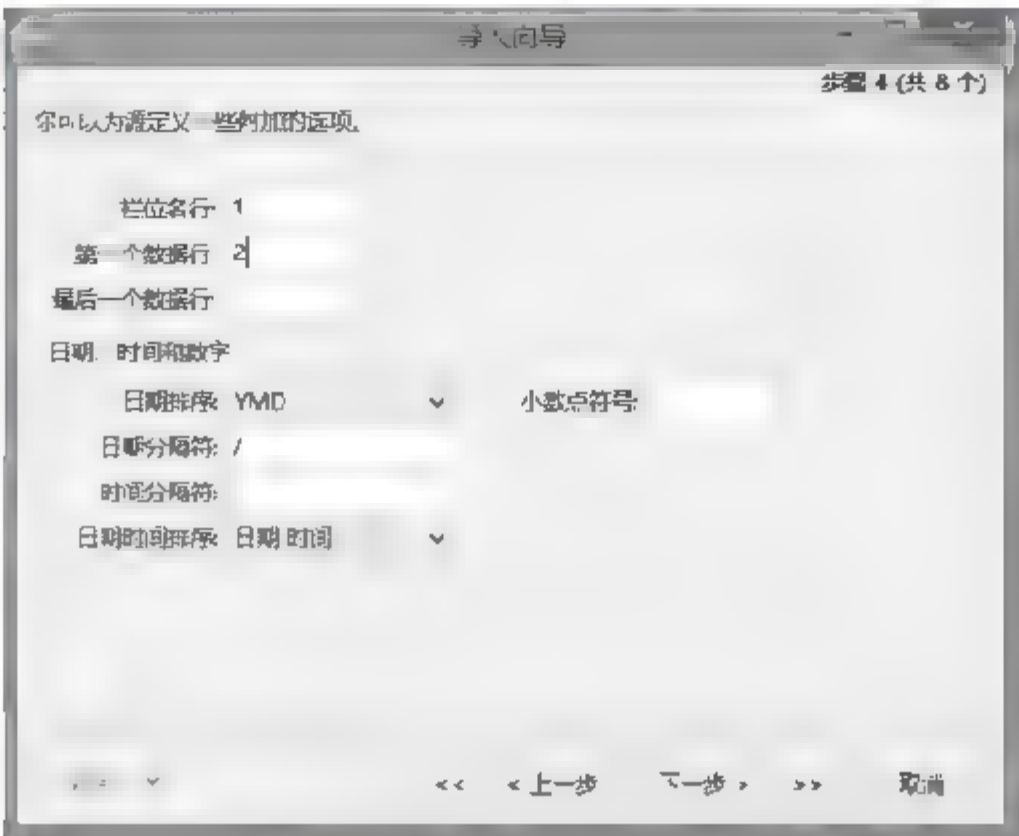 导入向导
步骤 4 (共 8 个)
你可以为源定义一些附加的选项。
栏位名行: 1
第一个数据行: 2
最后一个数据行:
日期、时间和数字
日期排序: YMD 小数点符号:
日期分隔符: /
时间分隔符:
日期时间排序: 日期 时间
<< < 上一步 下一步 > >> 取消